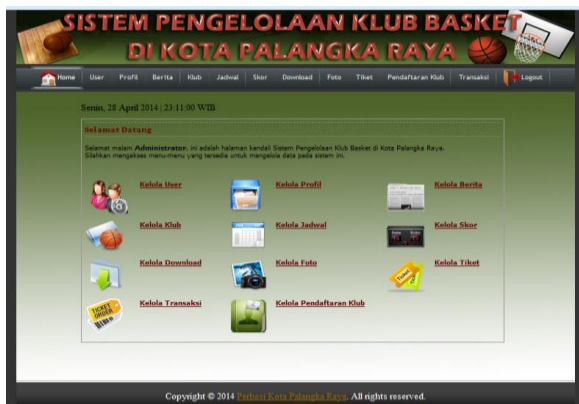 SISTEM PENGELOLAAN KLUB BASKET
DI KOTA PALANGKA RAYA
Home User Profil Berita Klub Jadwal Skor Download Foto Tiket Pendaftaran Klub Transaksi Logout
Senin, 28 April 2014 | 23:11:00 WIB
Selamat Datang
Selamat malam Administrator, ini adalah halaman kendali Sistem Pengelolaan Klub Basket di Kota Palangka Raya.
Silahkan mengakses menu-menu yang tersedia untuk mengelola data pada sistem ini.
Kelola User Kelola Profil Kelola Berita
Kelola Klub Kelola Jadwal Kelola Skor
Kelola Download Kelola Foto Kelola Tiket
Kelola Transaksi Kelola Pendaftaran Klub
TICKET
ORDER
Copyright © 2014 Perbasi Kota Palangka Raya. All rights reserved.